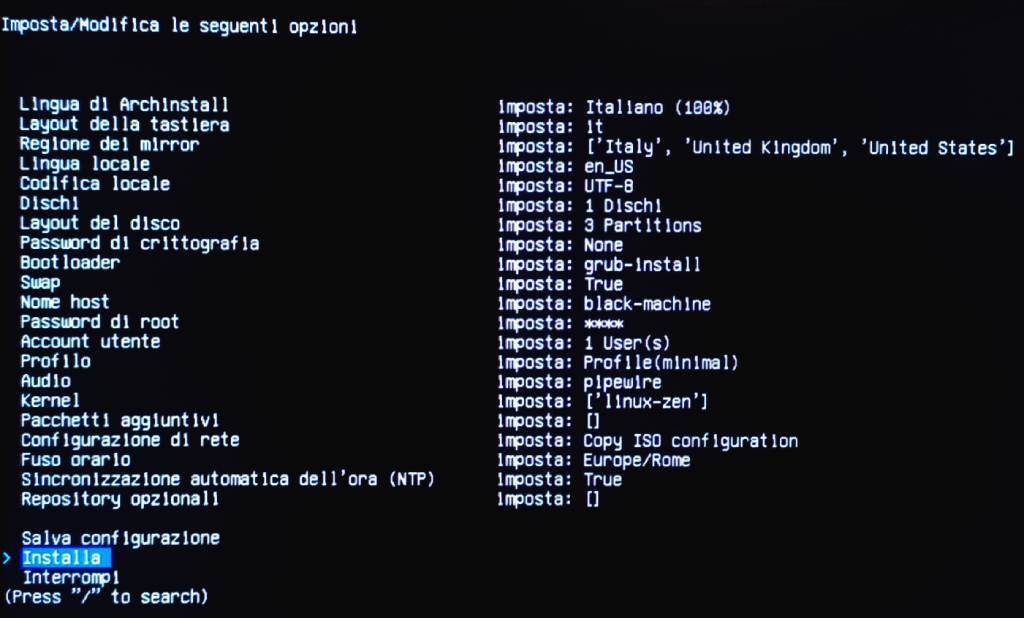 Imposta/Modifica le seguenti opzioni
Lingua di Archinstall imposta: Italiano (100%)
Layout della tastiera imposta: it
Regione dei mirror imposta: ['Italy', 'United Kingdom', 'United States']
Lingua locale imposta: en_US
Codifica locale imposta: UTF-8
Dischi imposta: 1 Dischi
Layout del disco imposta: 3 Partitions
Password di crittografia imposta: None
Bootloader imposta: grub-install
Swap imposta: True
Nome host imposta: black-machine
Password di root imposta: ****
Account utente imposta: 1 User(s)
Profilo imposta: Profile(minimal)
Audio imposta: pipewire
Kernel imposta: ['linux-zen']
Pacchetti aggiuntivi imposta: []
Configurazione di rete imposta: Copy ISO configuration
Fuso orario imposta: Europe/Rome
Sincronizzazione automatica dell'ora (NTP) imposta: True
Repository opzionali imposta: []
Salva configurazione
> Installa
Interrompi
(Press "/" to search)